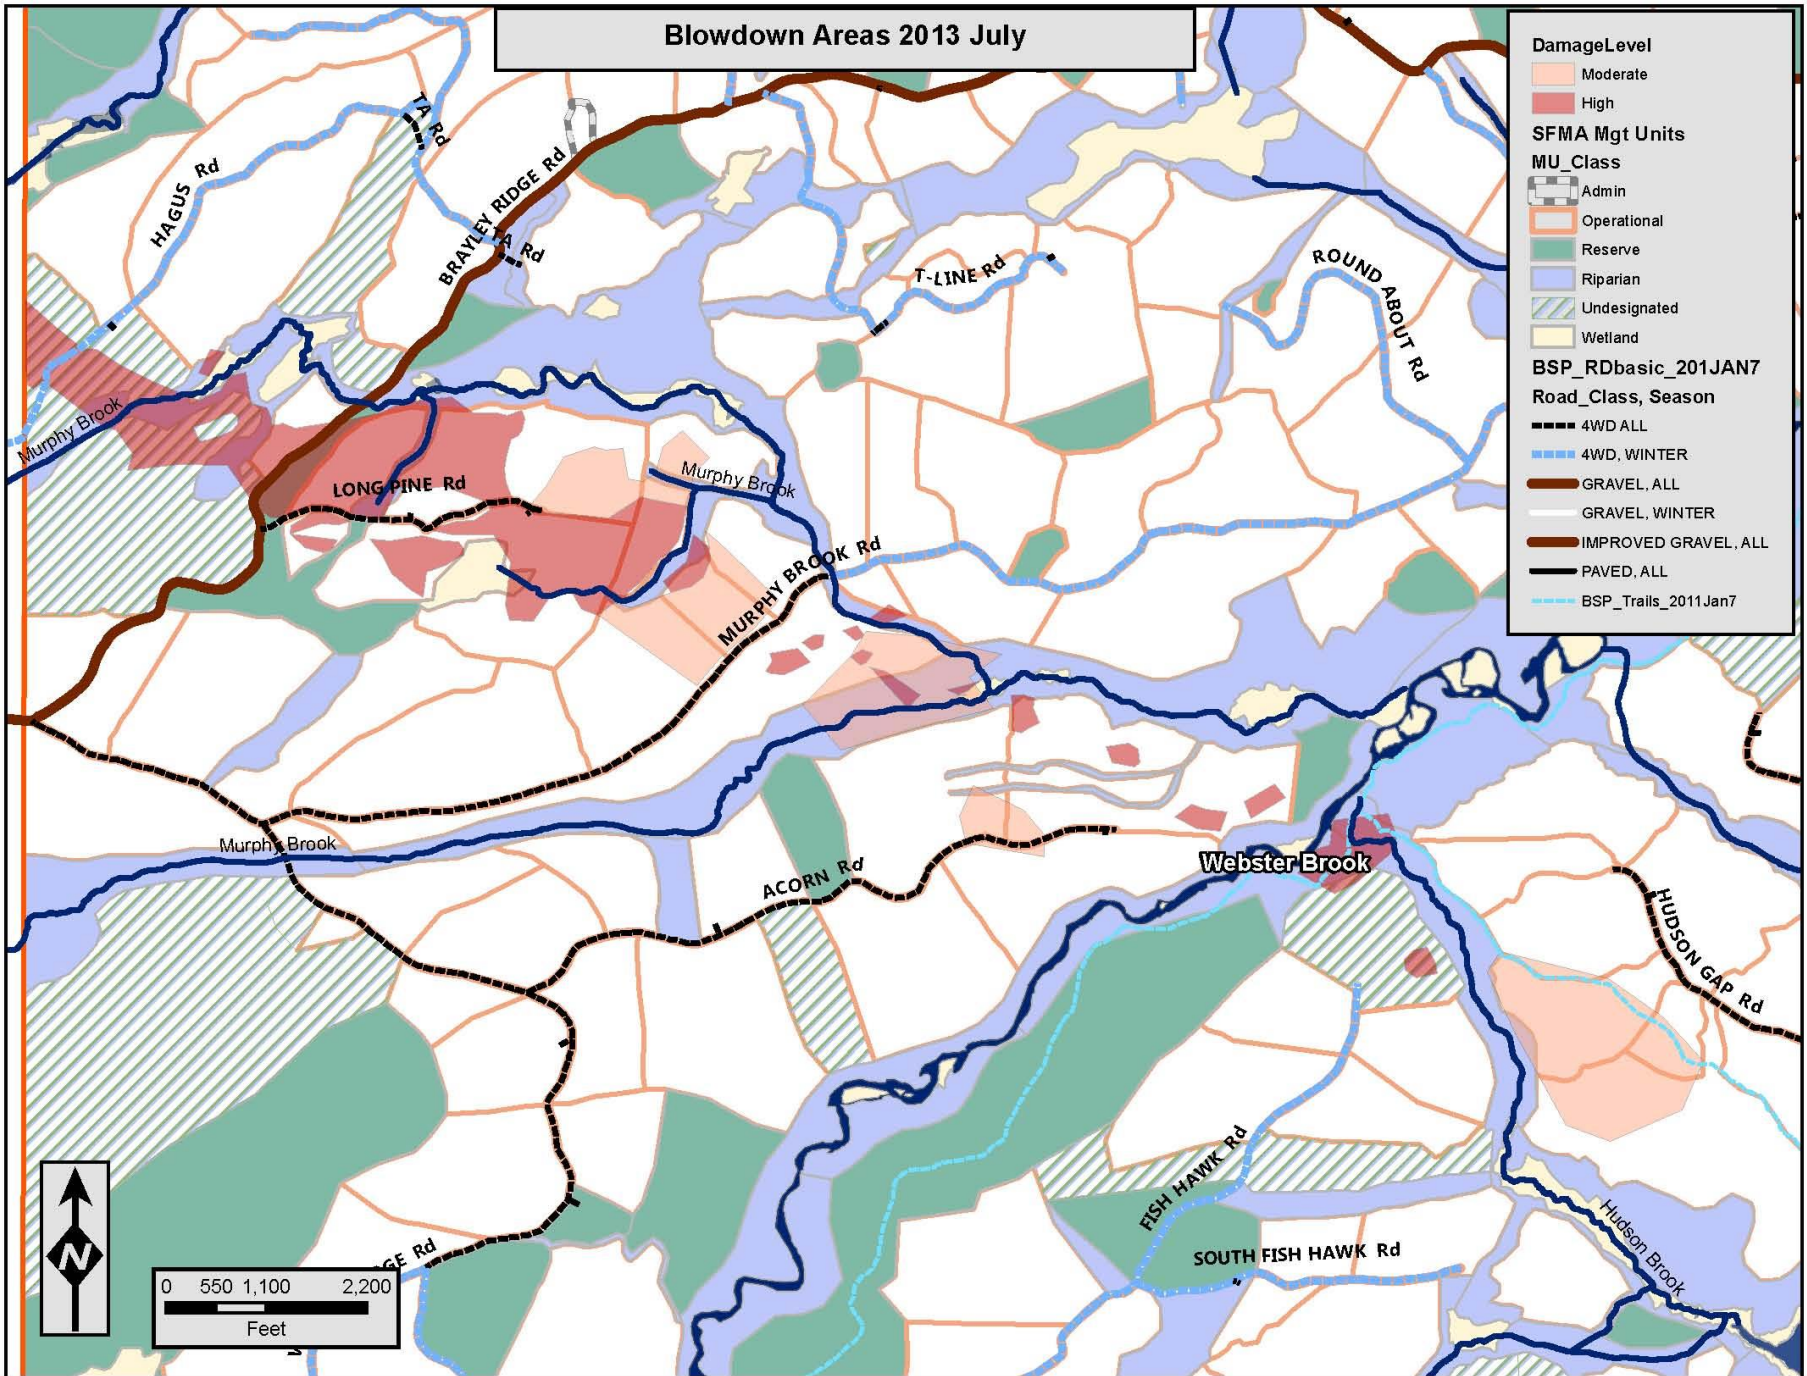 Blowdown Areas 2013 July
DamageLevel
Moderate
High
SFMA Mgt Units
MU_Class
Admin
Operational
Reserve
Riparian
Undesignated
Wetland
BSP_RDbasic_201JAN7
Road_Class, Season
4WD ALL
4WD, WINTER
GRAVEL, ALL
GRAVEL, WINTER
IMPROVED GRAVEL, ALL
PAVED, ALL
BSP_Trails_2011Jan7
TA Rd
HAGUS Rd
BRAYLEY RIDGE Rd
TA Rd
T-LINE Rd
ROUND ABOUT Rd
Murphy Brook
LONG PINE Rd
Murphy Brook
MURPHY BROOK Rd
Murphy Brook
ACORN Rd
Webster Brook
HUDSON GAP Rd
FISH HAWK Rd
SOUTH FISH HAWK Rd
Hudson Brook
GE Rd
N
0 550 1,100 2,200
Feet